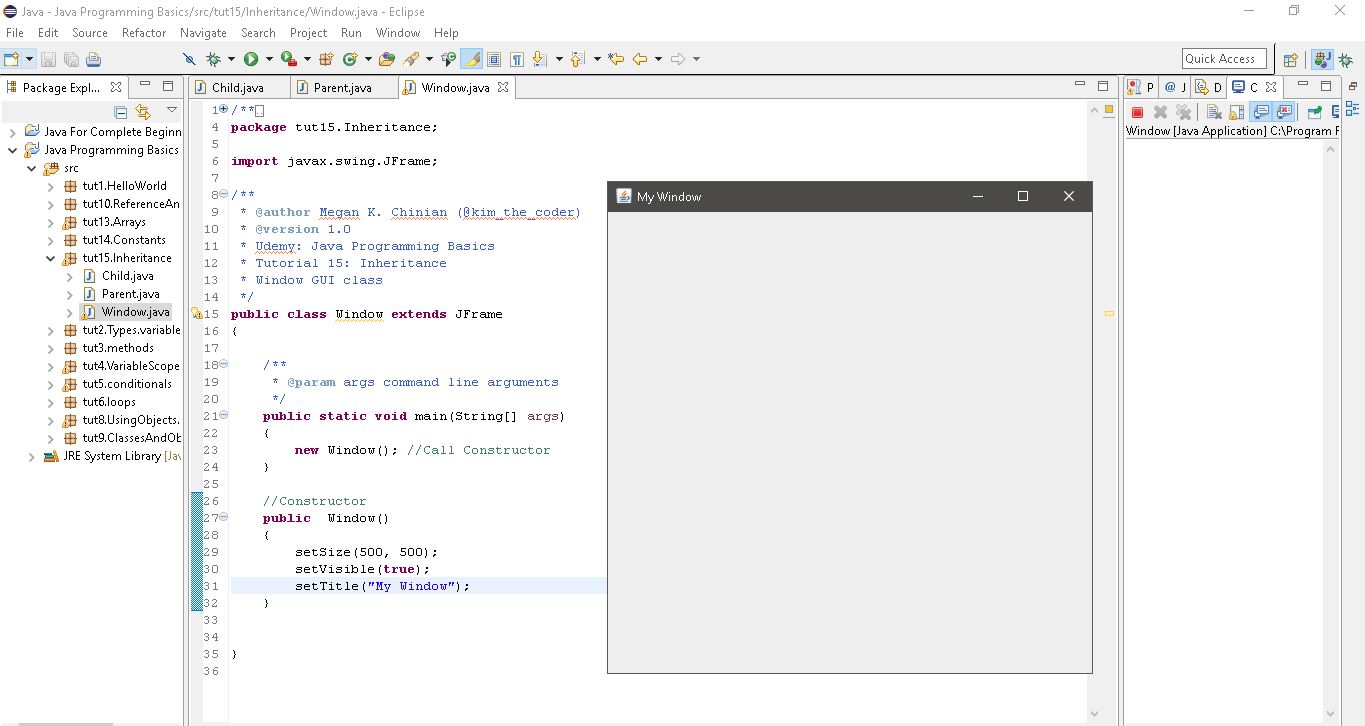 Java - Java Programming Basics/src/tut15/Inheritance/Window.java - Eclipse
File Edit Source Refactor Navigate Search Project Run Window Help
Quick Access
Package Expl...
Child.java
Parent.java
Window.java
P
@ J
D
C
Window [Java Application] C:\Program F
Java For Complete Beginn
Java Programming Basics
src
tut1.HelloWorld
tut10.ReferenceAn
tut13.Arrays
tut14.Constants
tut15.Inheritance
Child.java
Parent.java
Window.java
tut2.Types.variable
tut3.methods
tut4.VariableScope
tut5.conditionals
tut6.loops
tut8.UsingObjects.
tut9.ClassesAndOb
JRE System Library [Jav
1 /**
4 package tut15.Inheritance;
5
6 import javax.swing.JFrame;
7
8 /**
9 * @author Megan K. Chinian (@kim_the_coder)
10 * @version 1.0
11 * Udemy: Java Programming Basics
12 * Tutorial 15: Inheritance
13 * Window GUI class
14 */
15 public class Window extends JFrame
16 {
17
18 /**
19 * @param args command line arguments
20 */
21 public static void main(String[] args)
22 {
23 new Window(); //Call Constructor
24 }
25
26 //Constructor
27 public Window()
28 {
29 setSize(500, 500);
30 setVisible(true);
31 setTitle("My Window");
32 }
33
34
35 }
36
My Window